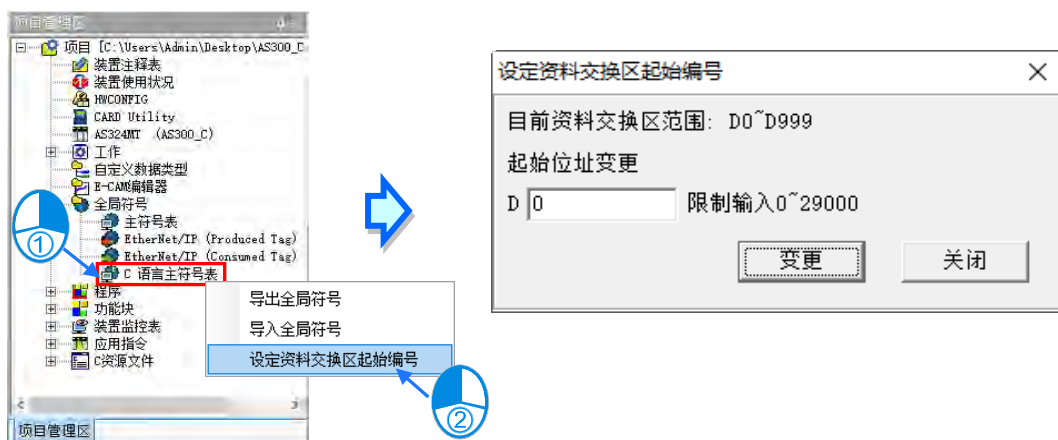 项目管理区
项目 [C:\Users\Admin\Desktop\AS300_C
装置注释表
装置使用状况
HWCONFIG
CARD Utility
AS324MT (AS300_C)
工作
自定义数据类型
E-CAM编辑器
全局符号
主符号表
EtherNet/IP (Produced Tag)
EtherNet/IP (Consumed Tag)
C 语言主符号表
程序
功能块
装置监控表
应用指令
C资源文件
项目管理区
①
导出全局符号
导入全局符号
设定资料交换区起始编号
②
设定资料交换区起始编号
目前资料交换区范围: D0~D999
起始位址变更
D 0 限制输入0~29000
变更 关闭